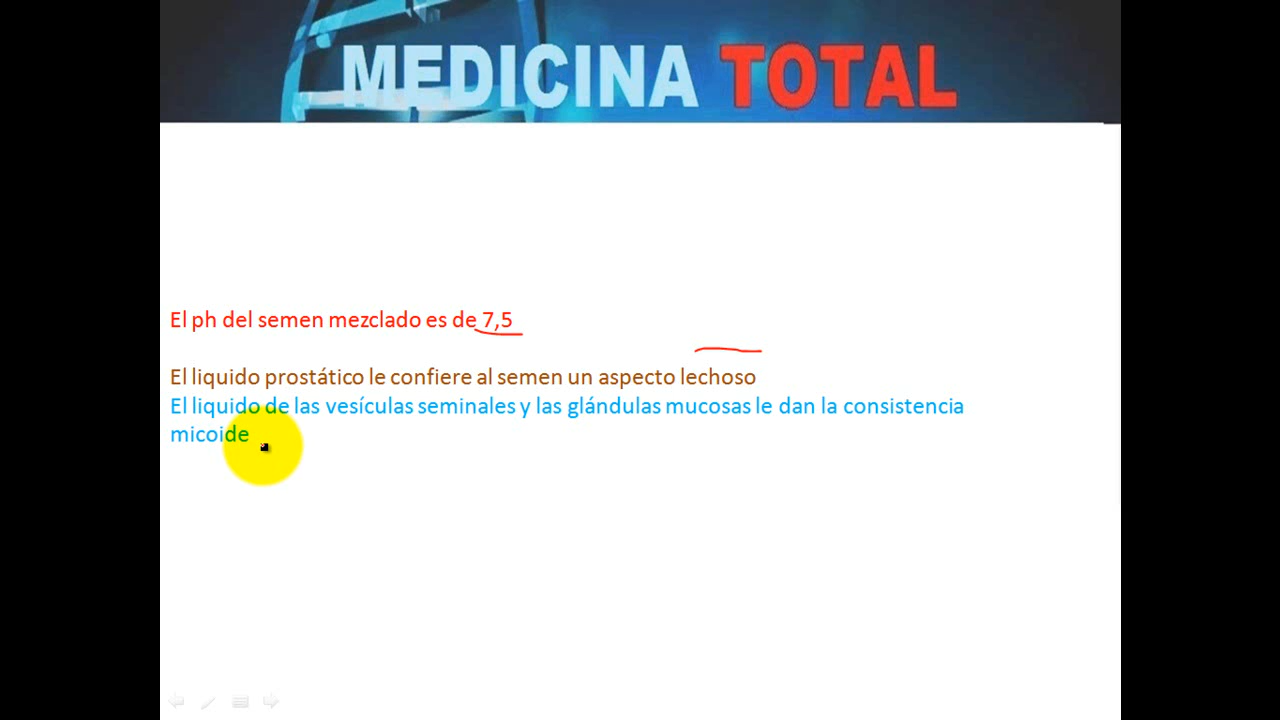 MEDICINA TOTAL
El ph del semen mezclado es de 7,5
El liquido prostático le confiere al semen un aspecto lechoso
El liquido de las vesículas seminales y las glándulas mucosas le dan la consistencia
micoide